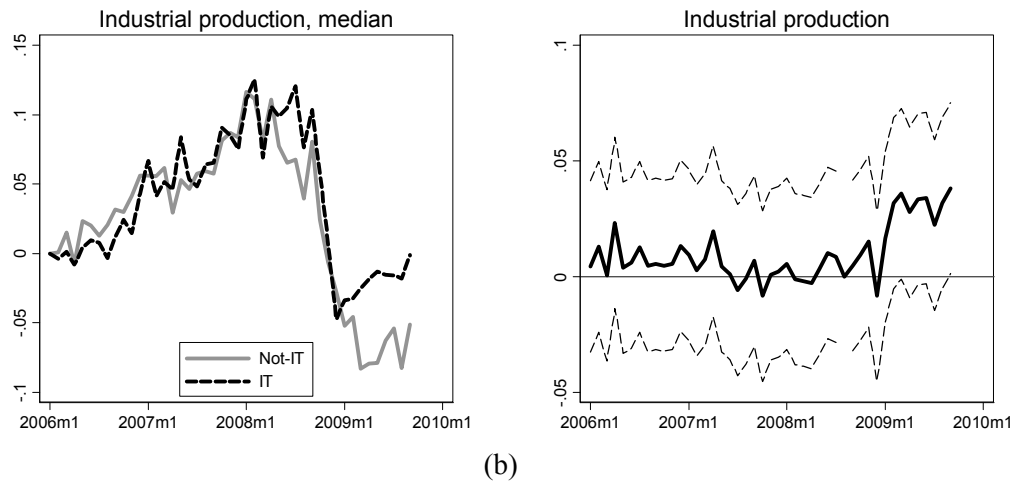 Industrial production, median
.15
.1
.05
0
-.05
-.1
2006m1 2007m1 2008m1 2009m1 2010m1
Not-IT
IT
Industrial production
.1
.05
0
-.05
2006m1 2007m1 2008m1 2009m1 2010m1
(b)